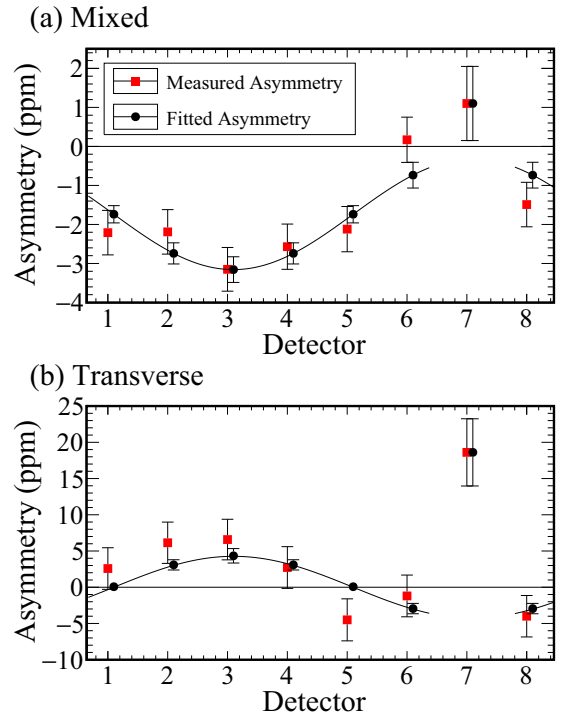 (a) Mixed
Asymmetry (ppm)
2
1
0
−1
−2
−3
−4
Measured Asymmetry
Fitted Asymmetry
1 2 3 4 5 6 7 8
Detector
(b) Transverse
Asymmetry (ppm)
25
20
15
10
5
0
−5
−10
1 2 3 4 5 6 7 8
Detector